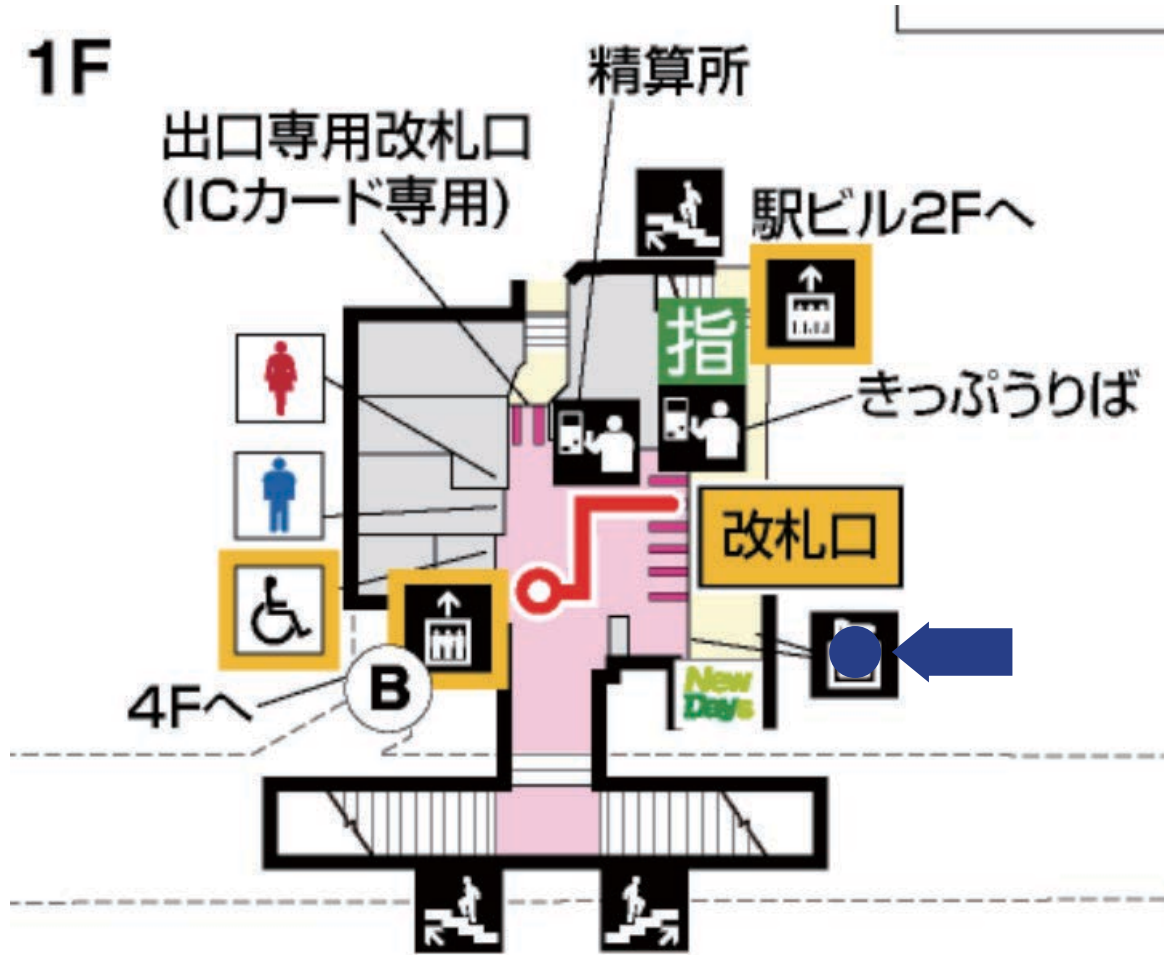 1F
精算所
出口専用改札口
(ICカード専用)
駅ビル2Fへ
指
きっぷうりば
改札口
New
Days
4Fへ
B